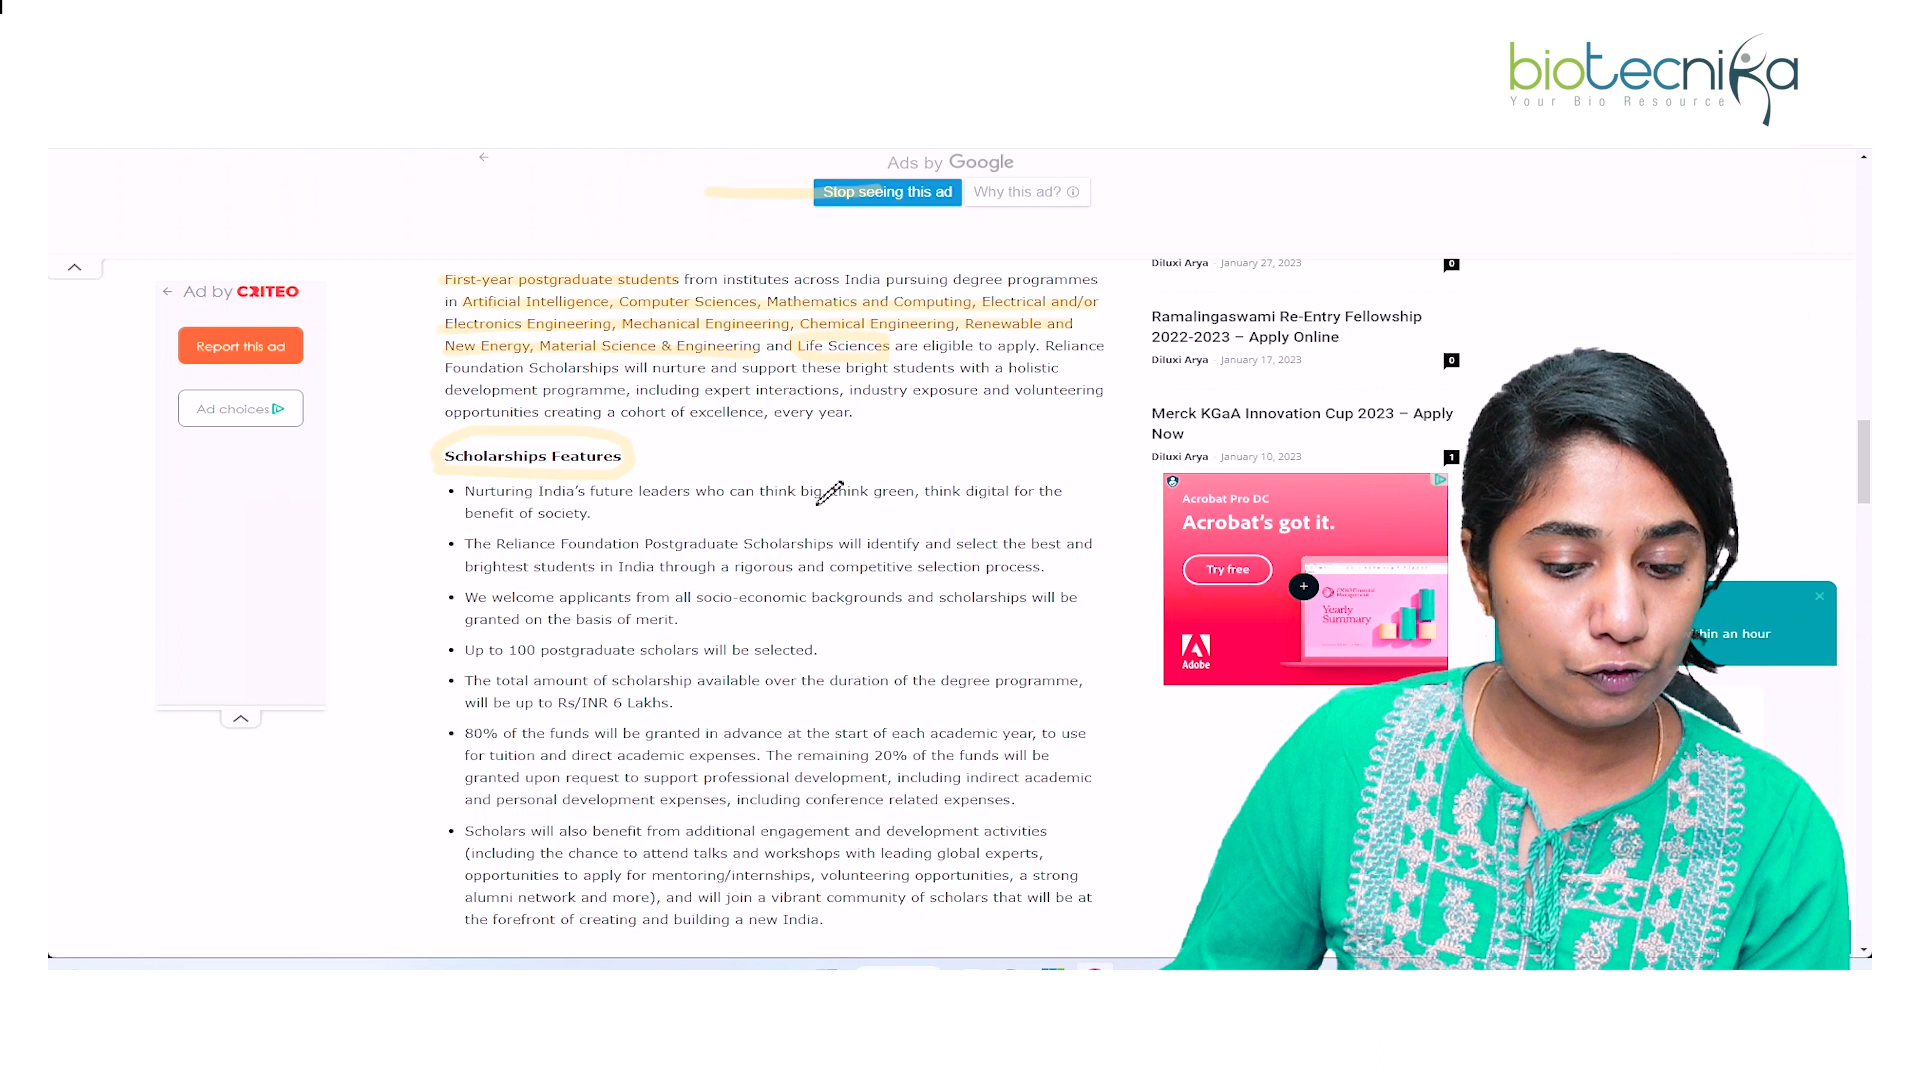 biotecnika
Your Bio Resource
Ads by Google
Stop seeing this ad
Why this ad?
Ad by CRITEO
Report this ad
Ad choices
First-year postgraduate students from institutes across India pursuing degree programmes
in Artificial Intelligence, Computer Sciences, Mathematics and Computing, Electrical and/or
Electronics Engineering, Mechanical Engineering, Chemical Engineering, Renewable and
New Energy, Material Science & Engineering and Life Sciences are eligible to apply. Reliance
Foundation Scholarships will nurture and support these bright students with a holistic
development programme, including expert interactions, industry exposure and volunteering
opportunities creating a cohort of excellence, every year.
Scholarships Features
• Nurturing India's future leaders who can think big, think green, think digital for the
benefit of society.
• The Reliance Foundation Postgraduate Scholarships will identify and select the best and
brightest students in India through a rigorous and competitive selection process.
• We welcome applicants from all socio-economic backgrounds and scholarships will be
granted on the basis of merit.
• Up to 100 postgraduate scholars will be selected.
• The total amount of scholarship available over the duration of the degree programme,
will be up to Rs/INR 6 Lakhs.
• 80% of the funds will be granted in advance at the start of each academic year, to use
for tuition and direct academic expenses. The remaining 20% of the funds will be
granted upon request to support professional development, including indirect academic
and personal development expenses, including conference related expenses.
• Scholars will also benefit from additional engagement and development activities
(including the chance to attend talks and workshops with leading global experts,
opportunities to apply for mentoring/internships, volunteering opportunities, a strong
alumni network and more), and will join a vibrant community of scholars that will be at
the forefront of creating and building a new India.
Diluxi Arya - January 27, 2023 0
Ramalingaswami Re-Entry Fellowship
2022-2023 – Apply Online
Diluxi Arya - January 17, 2023 0
Merck KGaA Innovation Cup 2023 – Apply
Now
Diluxi Arya - January 10, 2023 1
Acrobat Pro DC
Acrobat's got it.
Try free
Yearly
Summary
Adobe
an hour